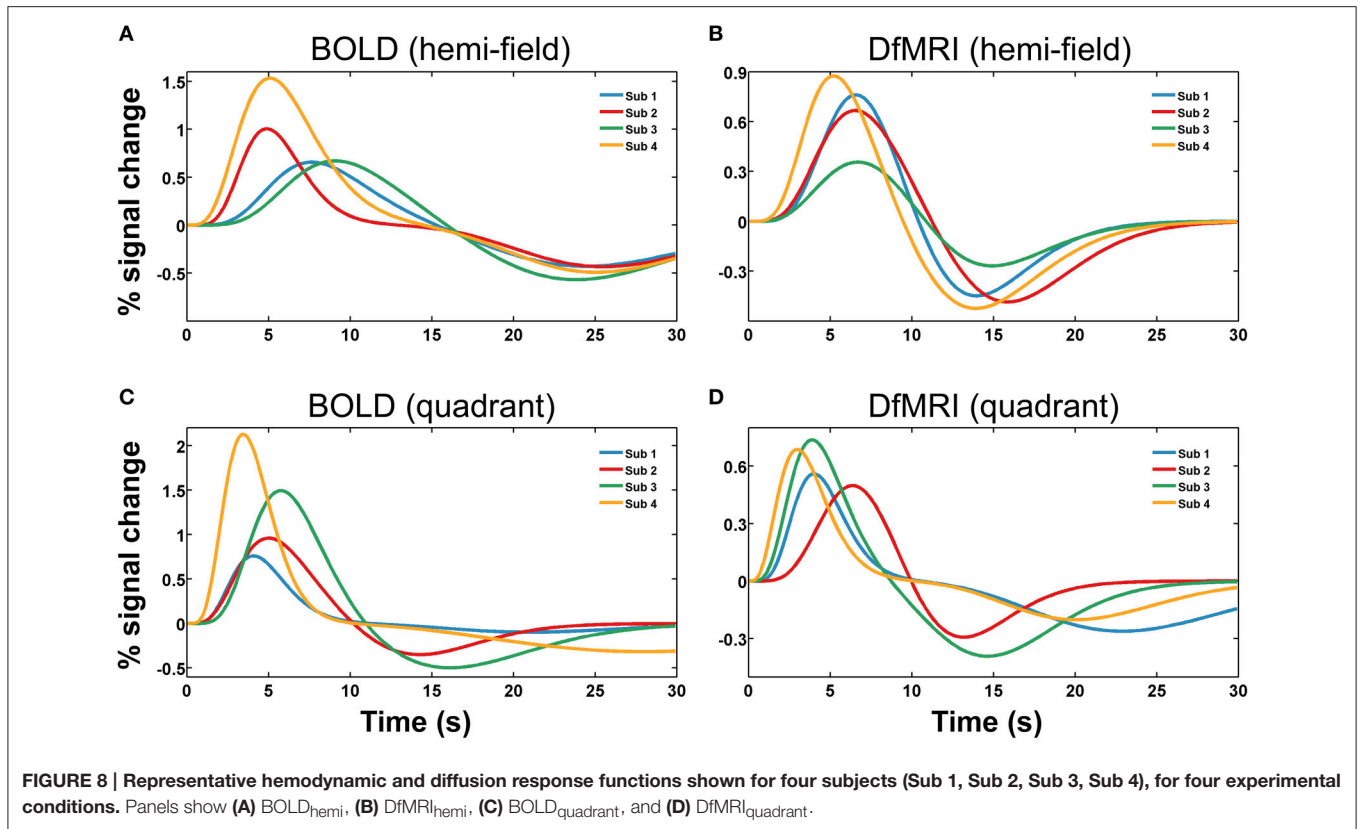 A
BOLD (hemi-field)
% signal change
1.5
1
0.5
0
-0.5
0 5 10 15 20 25 30
Sub 1
Sub 2
Sub 3
Sub 4
B
DfMRI (hemi-field)
0.9
0.6
0.3
0
-0.3
0 5 10 15 20 25 30
Sub 1
Sub 2
Sub 3
Sub 4
C
BOLD (quadrant)
% signal change
2
1.5
1
0.5
0
-0.5
0 5 10 15 20 25 30
Time (s)
Sub 1
Sub 2
Sub 3
Sub 4
D
DfMRI (quadrant)
0.6
0.3
0
-0.3
0 5 10 15 20 25 30
Time (s)
Sub 1
Sub 2
Sub 3
Sub 4
FIGURE 8 | Representative hemodynamic and diffusion response functions shown for four subjects (Sub 1, Sub 2, Sub 3, Sub 4), for four experimental
conditions. Panels show (A) BOLDhemi, (B) DfMRIhemi, (C) BOLDquadrant, and (D) DfMRIquadrant.